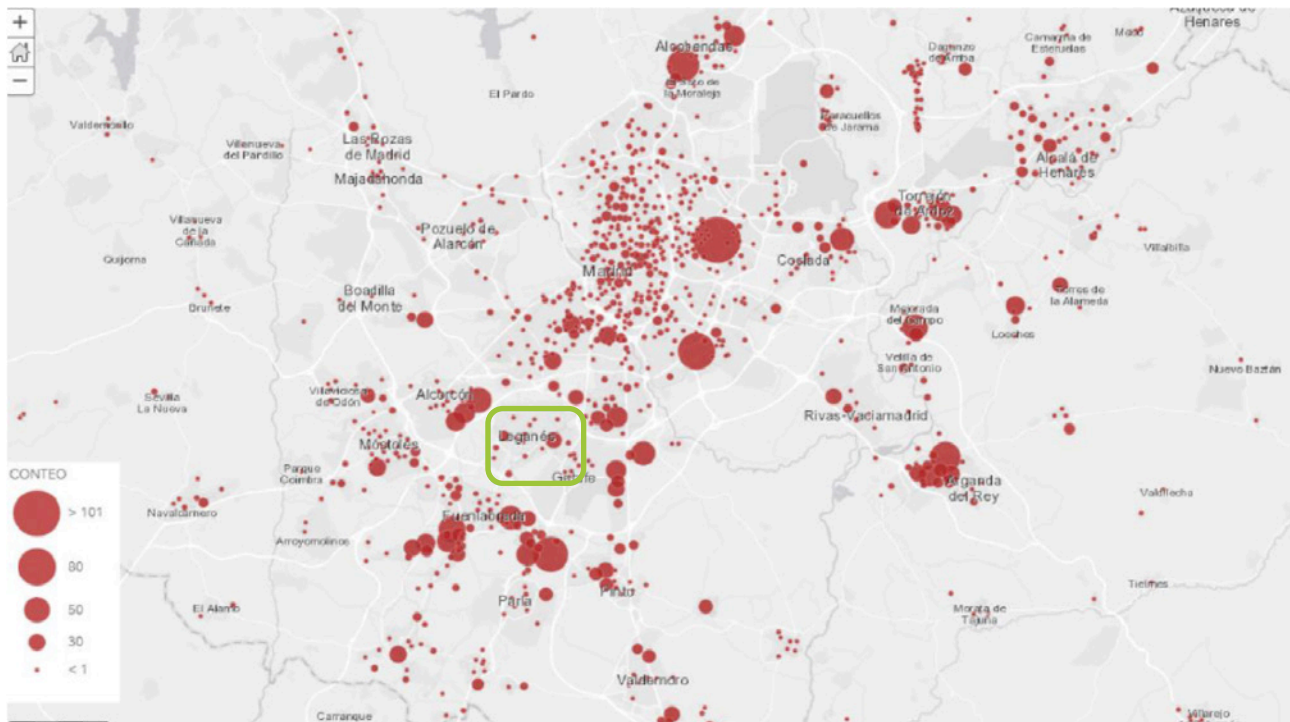 +
−
Alcobendas
de la Moraleja
Henares
Camarma de
Esteruelas
Daganzo
de Arriba
El Pardo
Paracuellos
de Jarama
Valdemorillo
Villanueva
del Pardillo
Las Rozas
de Madrid
Majadahonda
Alcalá de
Henares
Torrejón
de Ardoz
Villanueva
de la
Cañada
Pozuelo de
Alarcón
Quijorna
Villalbilla
Coslada
Madrid
Boadilla
del Monte
Brunete
Torres de
la Alameda
Mejorada
del Campo
Loeches
Velilla de
San Antonio
Nuevo Baztán
Sevilla
La Nueva
Villaviciosa
de Odón
Alcorcón
Rivas-Vaciamadrid
Leganés
Móstoles
Getafe
Parque
Coimbra
Arganda
del Rey
Valdilecha
Navalcarnero
Fuenlabrada
Arroyomolinos
Tielmes
El Álamo
Parla
Pinto
Morata de
Tajuña
Valdemoro
Carranque
Villarejo
CONTEO
> 101
80
50
30
< 1